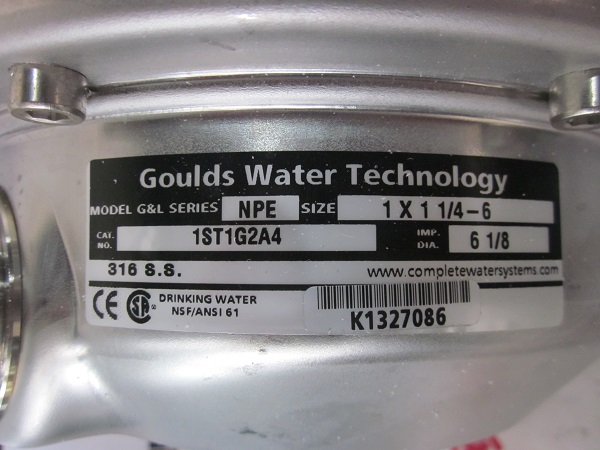 Goulds Water Technology
MODEL G&L SERIES NPE SIZE 1 X 1 1/4-6
CAT. NO. 1ST1G2A4 IMP. DIA. 6 1/8
316 S.S. www.completewatersystems.com
CE SA ® DRINKING WATER
NSF/ANSI 61
K1327086